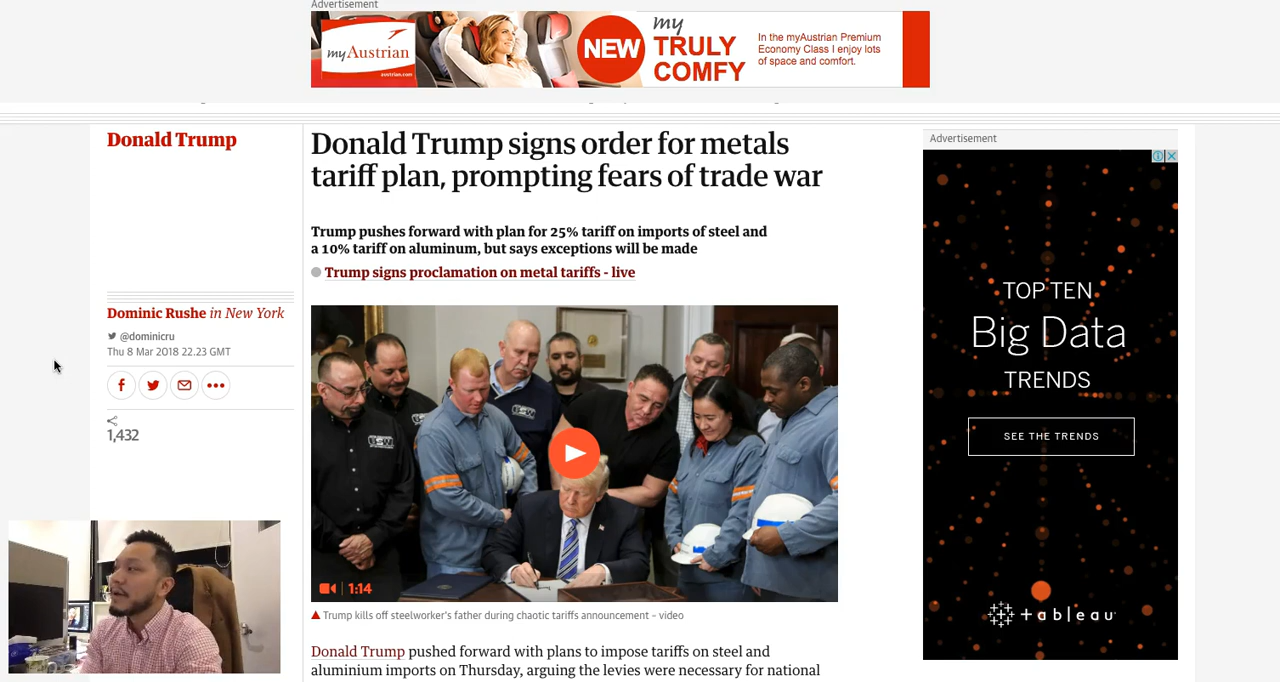 Advertisement
myAustrian
austrian.com
NEW
my
TRULY
COMFY
In the myAustrian Premium
Economy Class I enjoy lots
of space and comfort.
Donald Trump
Donald Trump signs order for metals
tariff plan, prompting fears of trade war
Trump pushes forward with plan for 25% tariff on imports of steel and
a 10% tariff on aluminum, but says exceptions will be made
Trump signs proclamation on metal tariffs - live
Dominic Rushe in New York
@dominicru
Thu 8 Mar 2018 22.23 GMT
1,432
1:14
Trump kills off steelworker's father during chaotic tariffs announcement – video
Donald Trump pushed forward with plans to impose tariffs on steel and
aluminium imports on Thursday, arguing the levies were necessary for national
Advertisement
TOP TEN
Big Data
TRENDS
SEE THE TRENDS
+ableau